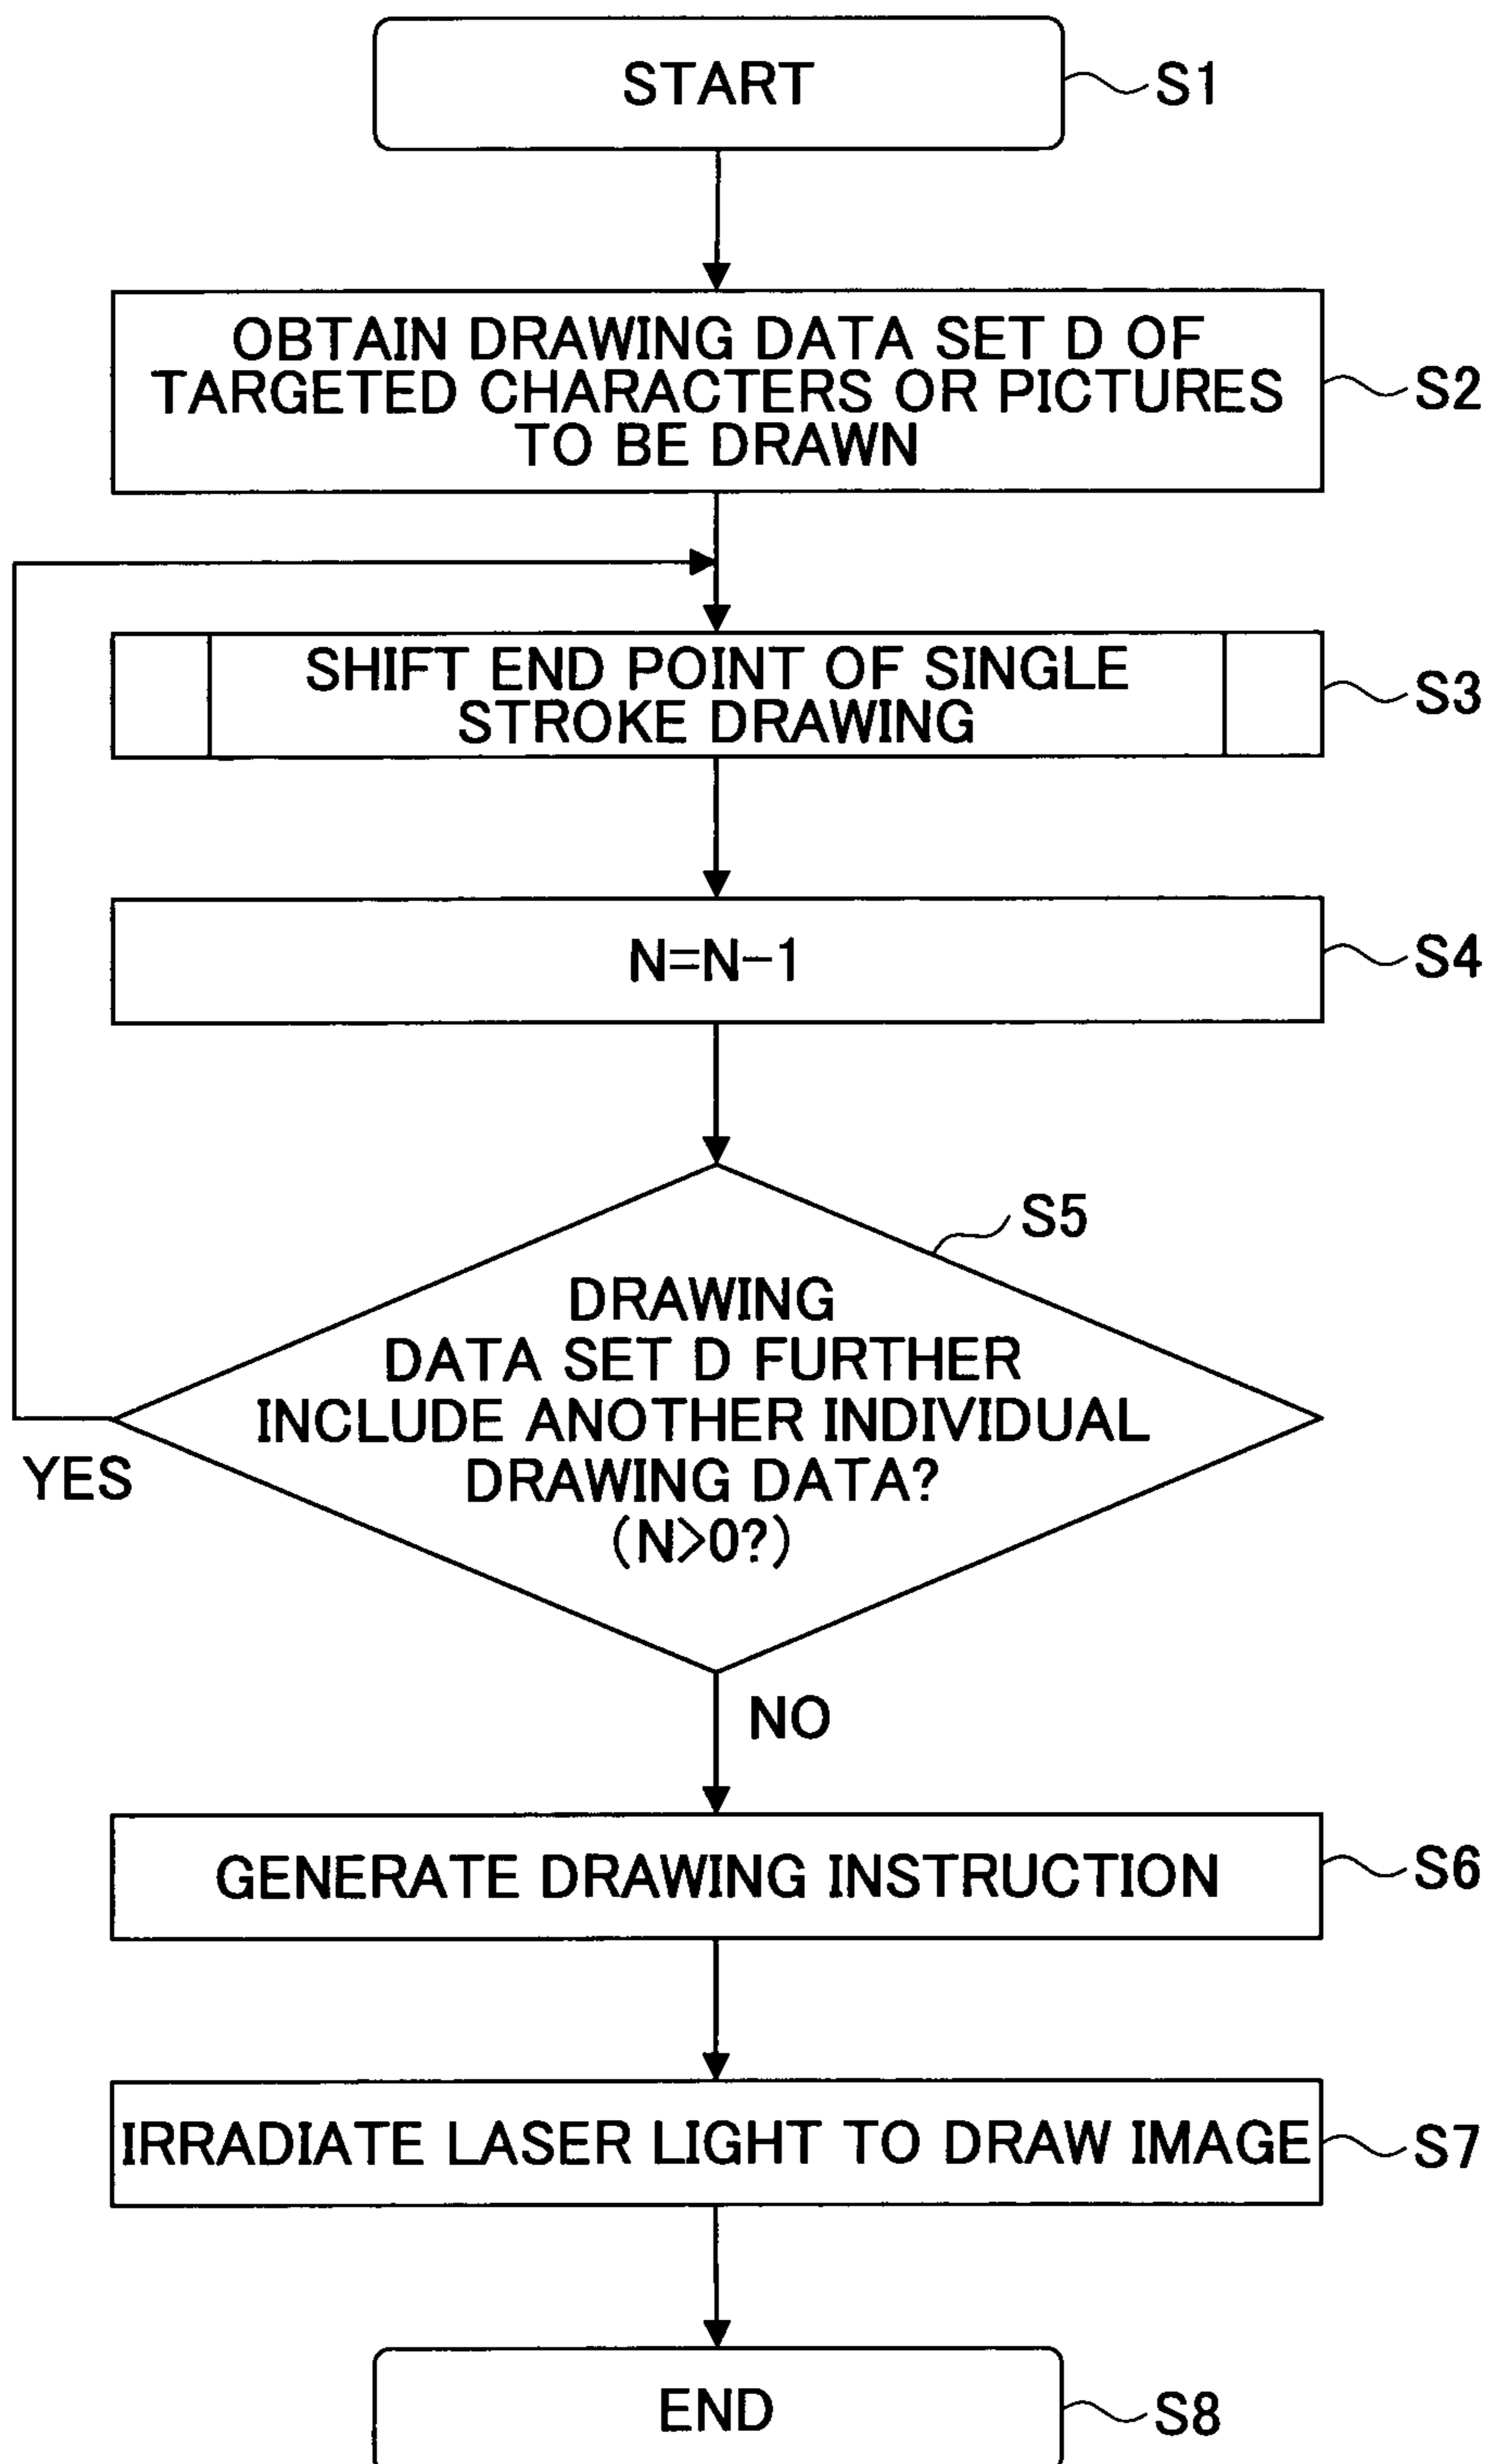 START
S1
OBTAIN DRAWING DATA SET D OF
TARGETED CHARACTERS OR PICTURES
TO BE DRAWN
S2
SHIFT END POINT OF SINGLE
STROKE DRAWING
S3
N=N-1
S4
S5
DRAWING
DATA SET D FURTHER
INCLUDE ANOTHER INDIVIDUAL
DRAWING DATA?
(N>0?)
YES
NO
GENERATE DRAWING INSTRUCTION
S6
IRRADIATE LASER LIGHT TO DRAW IMAGE
S7
END
S8